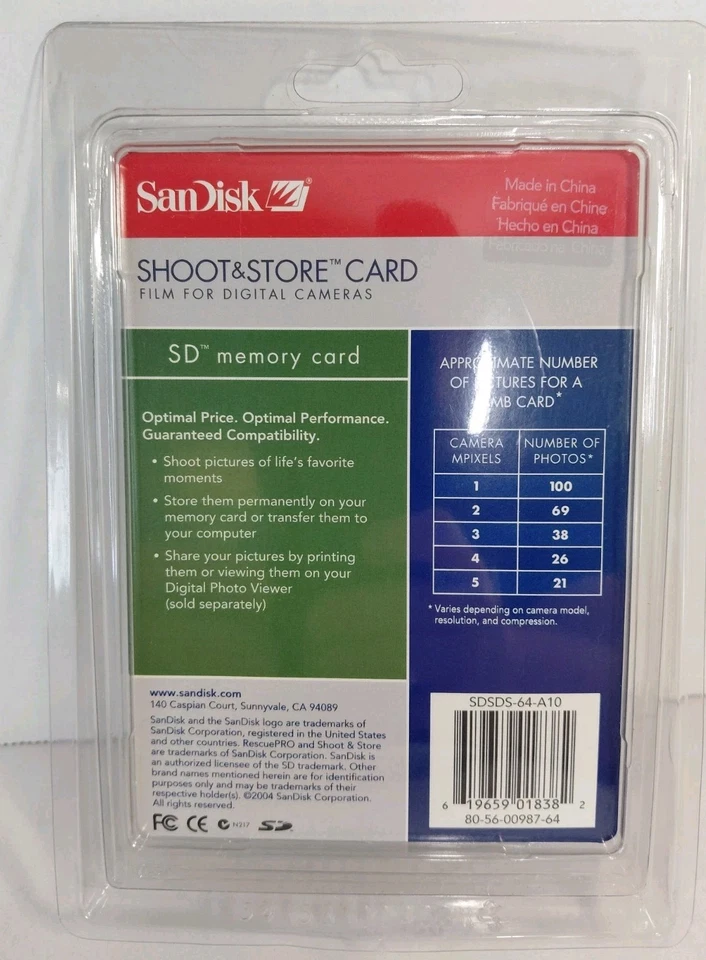 SanDisk ®
Made in China
Fabriqué en Chine
Hecho en China
SHOOT&STORE™ CARD
FILM FOR DIGITAL CAMERAS
SD™ memory card
Optimal Price. Optimal Performance.
Guaranteed Compatibility.
• Shoot pictures of life's favorite
moments
• Store them permanently on your
memory card or transfer them to
your computer
• Share your pictures by printing
them or viewing them on your
Digital Photo Viewer
(sold separately)
NUMBER
OF FOR A
CARD*
CAMERA MPIXELS NUMBER OF PHOTOS*
1 100
2 69
3 38
4 26
5 21
* Varies depending on camera model,
resolution, and compression.
www.sandisk.com
140 Caspian Court, Sunnyvale, CA 94089
SanDisk and the SanDisk logo are trademarks of
SanDisk Corporation, registered in the United States
and other countries. RescuePRO and Shoot & Store
are trademarks of SanDisk Corporation. SanDisk is
an authorized licensee of the SD trademark. Other
brand names mentioned herein are for identification
purposes only and may be trademarks of their
respective holder(s). ©2004 SanDisk Corporation.
All rights reserved.
FC CE N217 SD
SDSDS-64-A10
6 19659 01838 2
80-56-00987-64